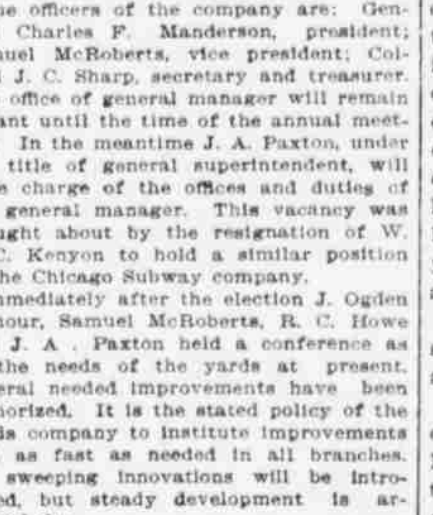 he officers of the company are: Gen-
Charles F. Manderson, president;
uel McRoberts, vice president; Col-
J. C. Sharp, secretary and treasurer.
office of general manager will remain
ant until the time of the annual meet-
In the meantime J. A. Paxton, under
title of general superintendent, will
e charge of the offices and duties of
general manager. This vacancy was
ught about by the resignation of W.
C. Kenyon to hold a similar position
the Chicago Subway company.
mmediately after the election J. Ogden
mour, Samuel McRoberts, R. C. Howe
J. A . Paxton held a conference as
the needs of the yards at present.
eral needed improvements have been
horized. It is the stated policy of the
is company to institute improvements
as fast as needed in all branches.
sweeping innovations will be intro-
ed, but steady development is ar-